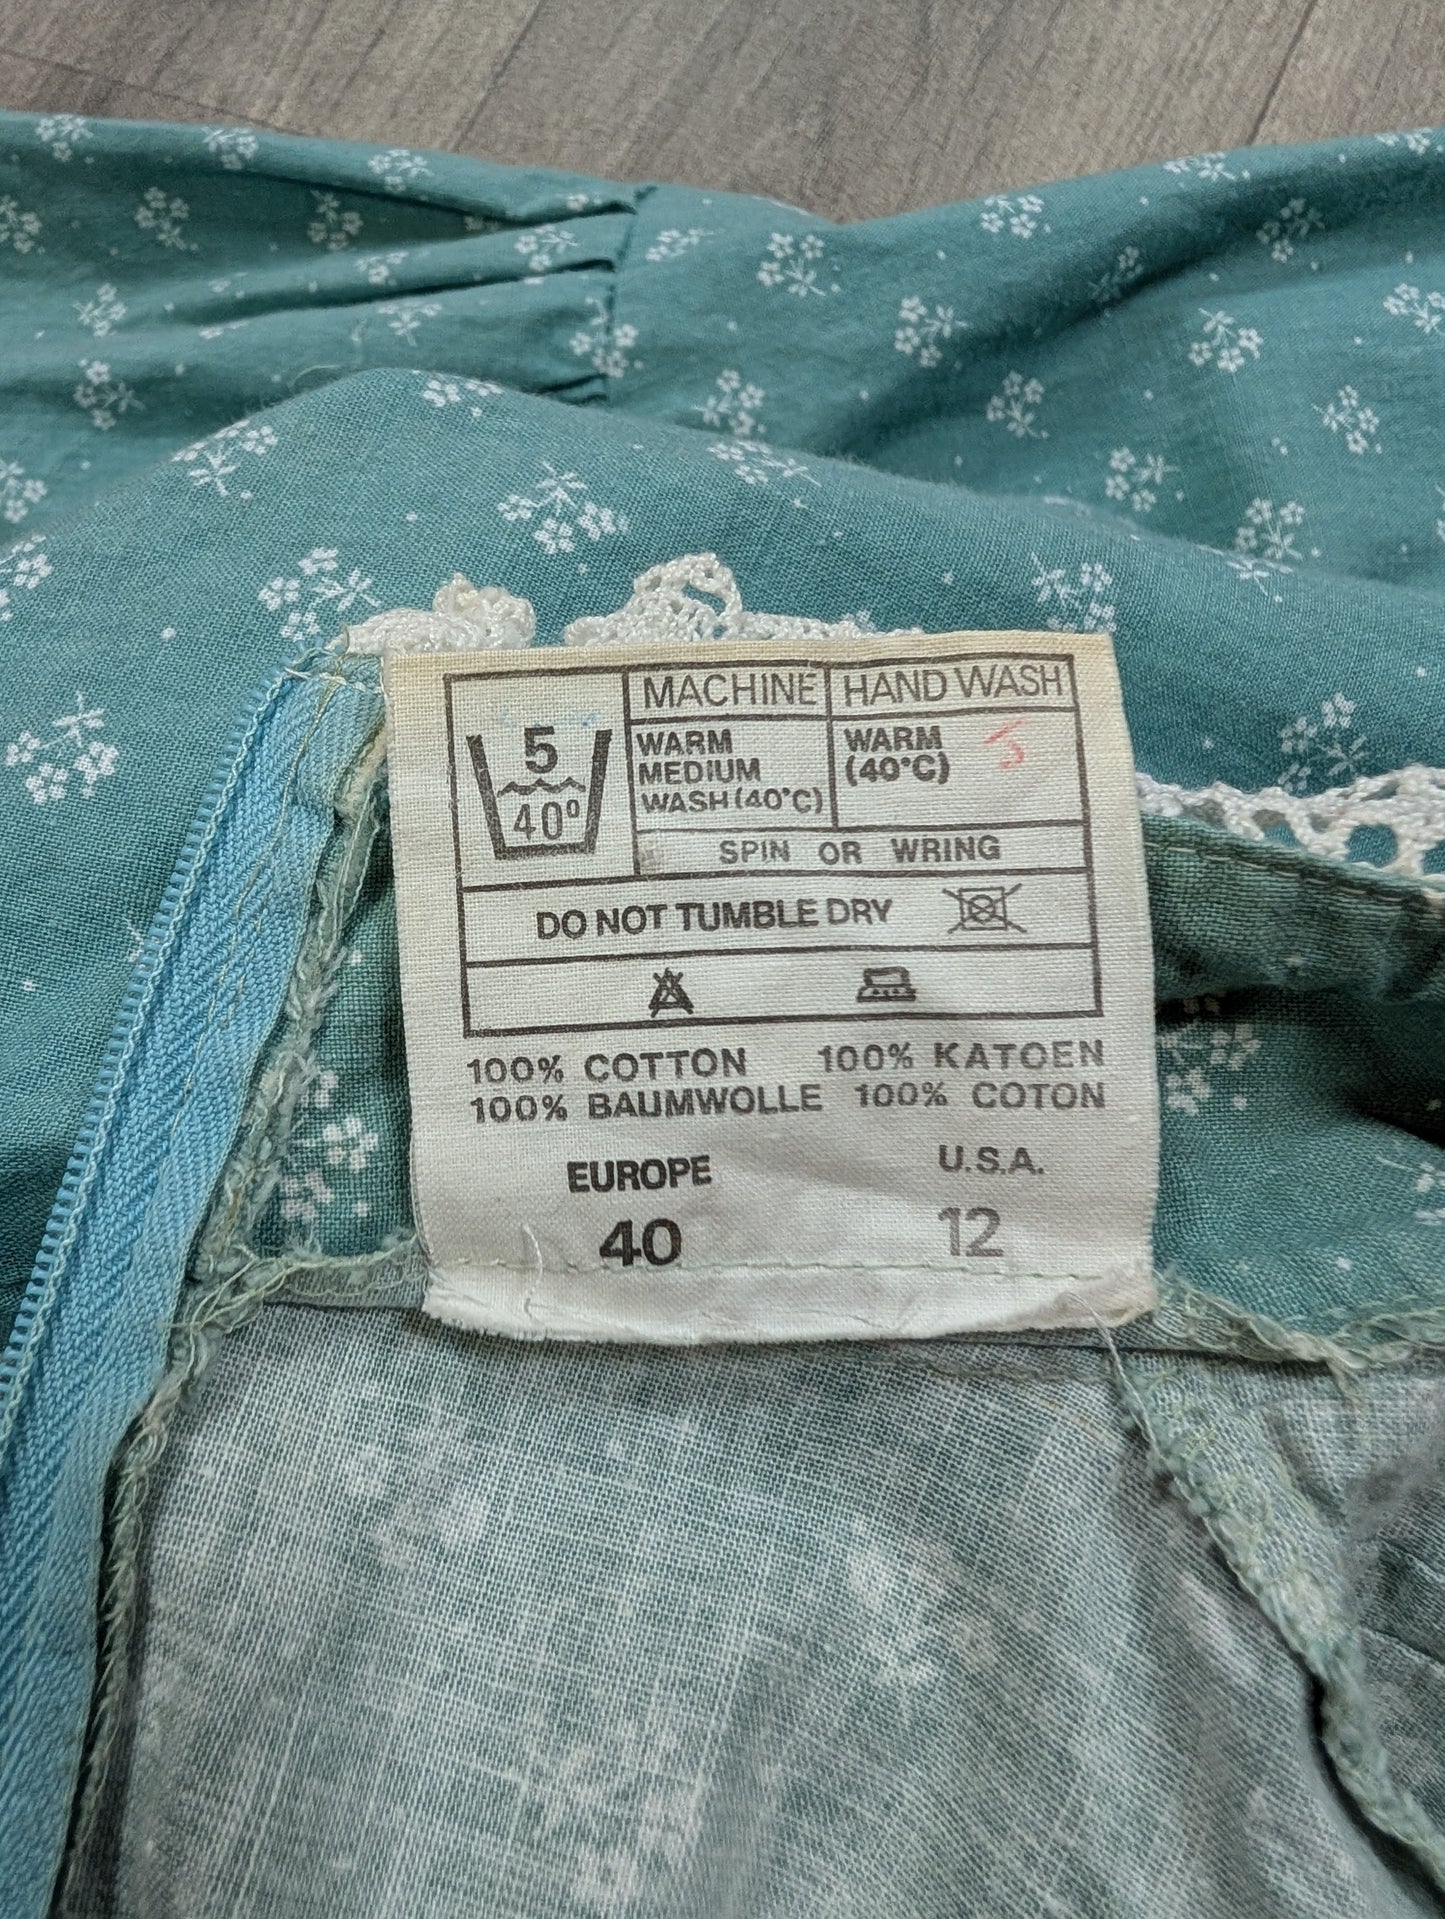 MACHINE HAND WASH
5
40°
WARM
MEDIUM
WASH (40°C)
WARM
(40°C)
SPIN OR WRING
DO NOT TUMBLE DRY
100% COTTON 100% KATOEN
100% BAUMWOLLE 100% COTON
EUROPE U.S.A.
40 12